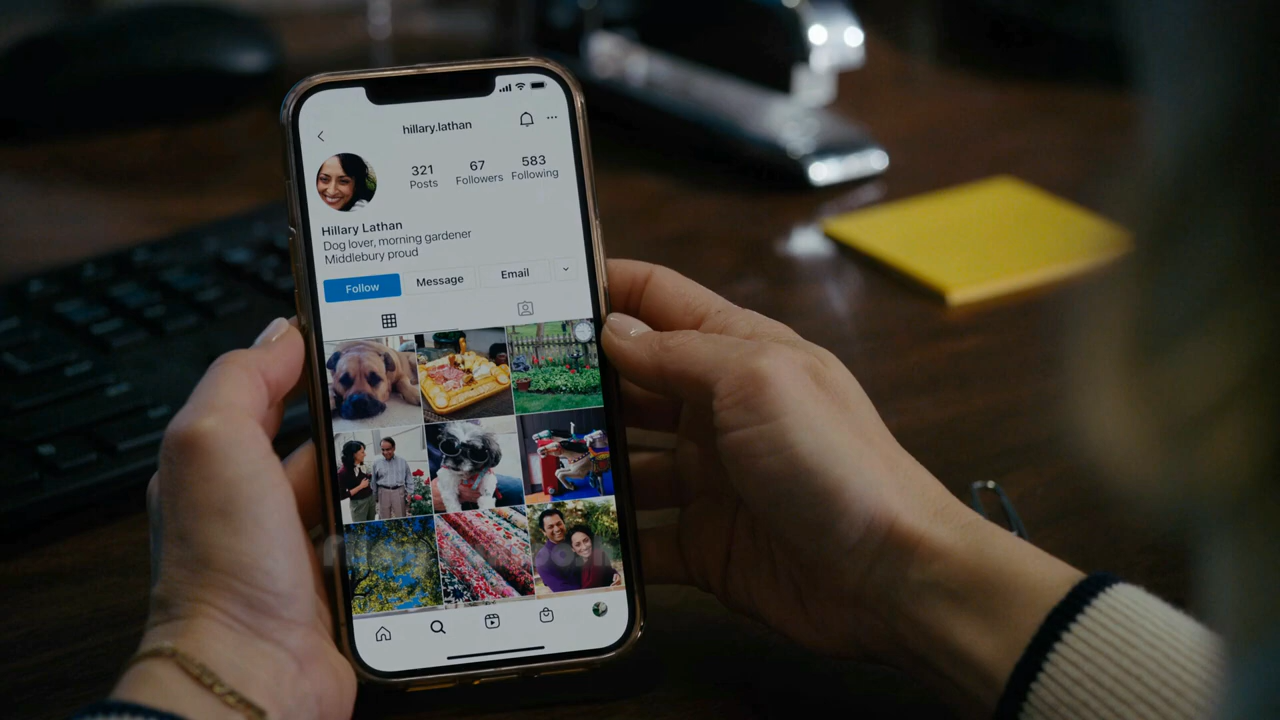 hillary.lathan
321 67 583
Posts Followers Following
Hillary Lathan
Dog lover, morning gardener
Middlebury proud
Follow Message Email